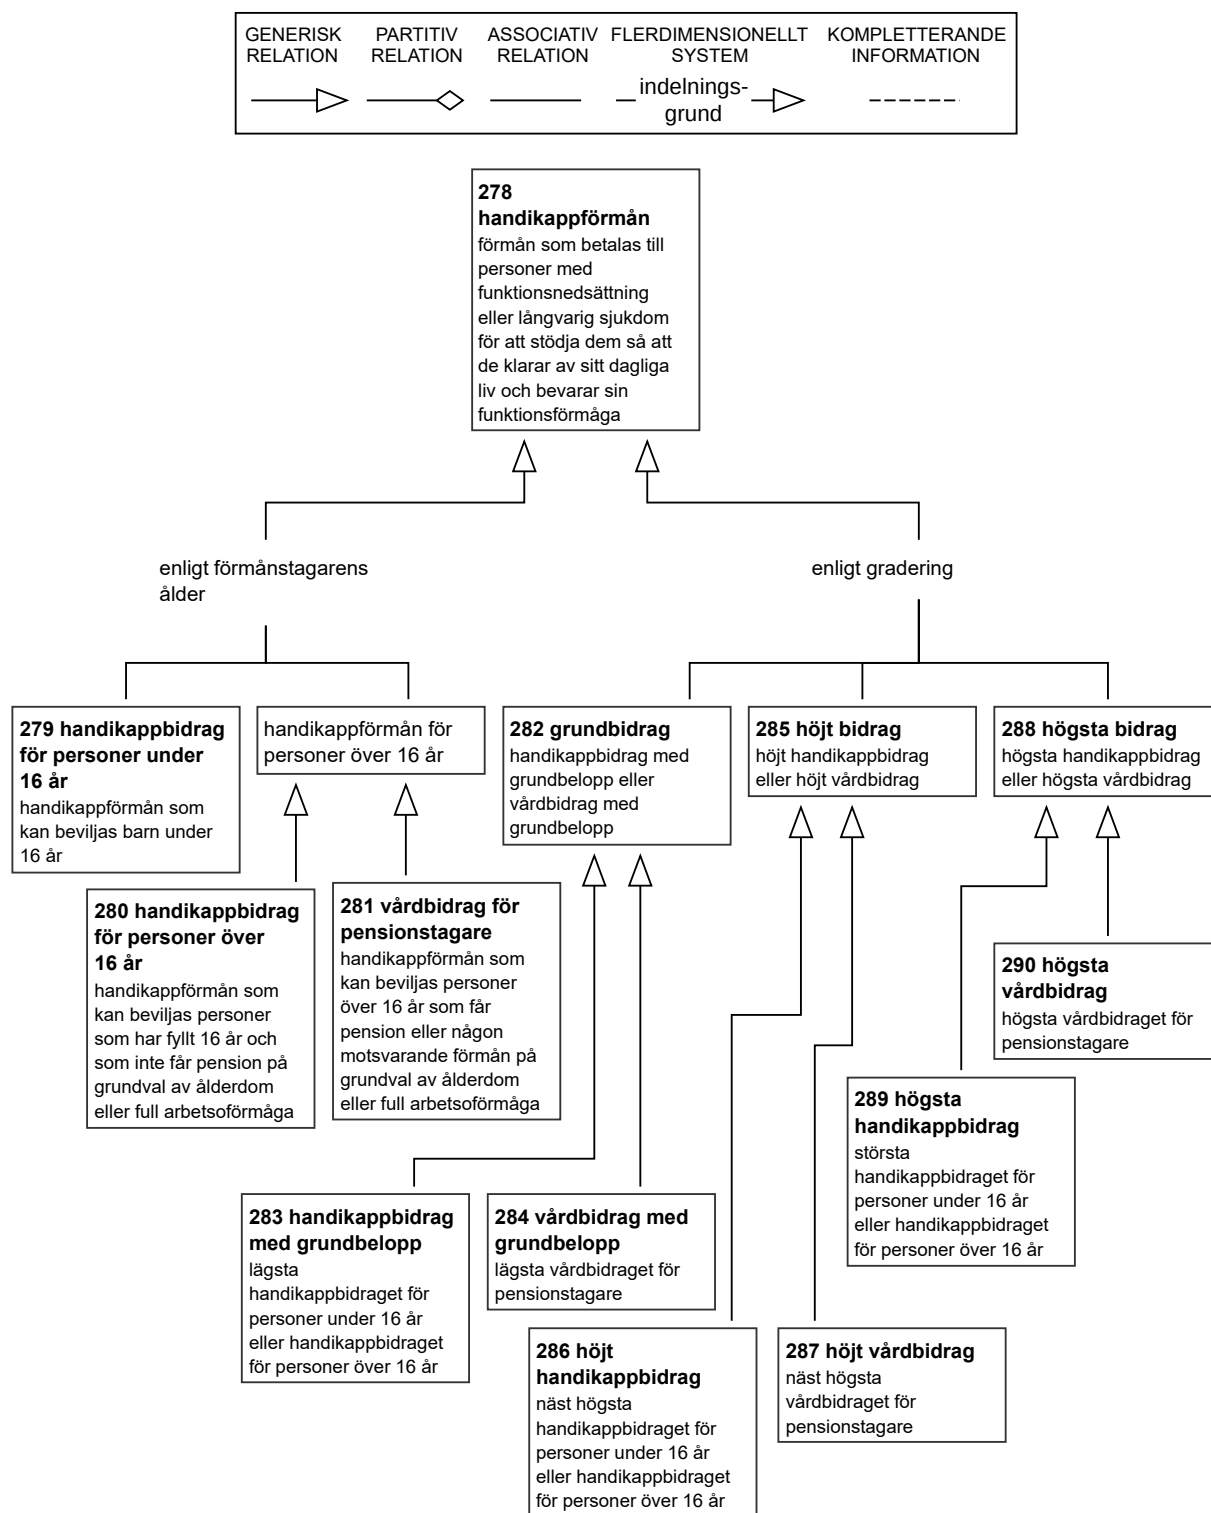 GENERISK
RELATION
PARTITIV
RELATION
ASSOCIATIV
RELATION
FLERDIMENSIONELLT
SYSTEM
KOMPLETTERANDE
INFORMATION
indelnings-
grund
278
handikappförmån
förmån som betalas till
personer med
funktionsnedsättning
eller långvarig sjukdom
för att stödja dem så att
de klarar av sitt dagliga
liv och bevarar sin
funktionsförmåga
enligt förmånstagarens
ålder
enligt gradering
279 handikappbidrag
för personer under
16 år
handikappförmån som
kan beviljas barn under
16 år
handikappförmån för
personer över 16 år
282 grundbidrag
handikappbidrag med
grundbelopp eller
vårdbidrag med
grundbelopp
285 höjt bidrag
höjt handikappbidrag
eller höjt vårdbidrag
288 högsta bidrag
högsta handikappbidrag
eller högsta vårdbidrag
280 handikappbidrag
för personer över
16 år
handikappförmån som
kan beviljas personer
som har fyllt 16 år och
som inte får pension på
grundval av ålderdom
eller full arbetsoförmåga
281 vårdbidrag för
pensionstagare
handikappförmån som
kan beviljas personer
över 16 år som får
pension eller någon
motsvarande förmån på
grundval av ålderdom
eller full arbetsoförmåga
290 högsta
vårdbidrag
högsta vårdbidraget för
pensionstagare
289 högsta
handikappbidrag
största
handikappbidraget för
personer under 16 år
eller handikappbidraget
för personer över 16 år
283 handikappbidrag
med grundbelopp
lägsta
handikappbidraget för
personer under 16 år
eller handikappbidraget
för personer över 16 år
284 vårdbidrag med
grundbelopp
lägsta vårdbidraget för
pensionstagare
286 höjt
handikappbidrag
näst högsta
handikappbidraget för
personer under 16 år
eller handikappbidraget
för personer över 16 år
287 höjt vårdbidrag
näst högsta
vårdbidraget för
pensionstagare